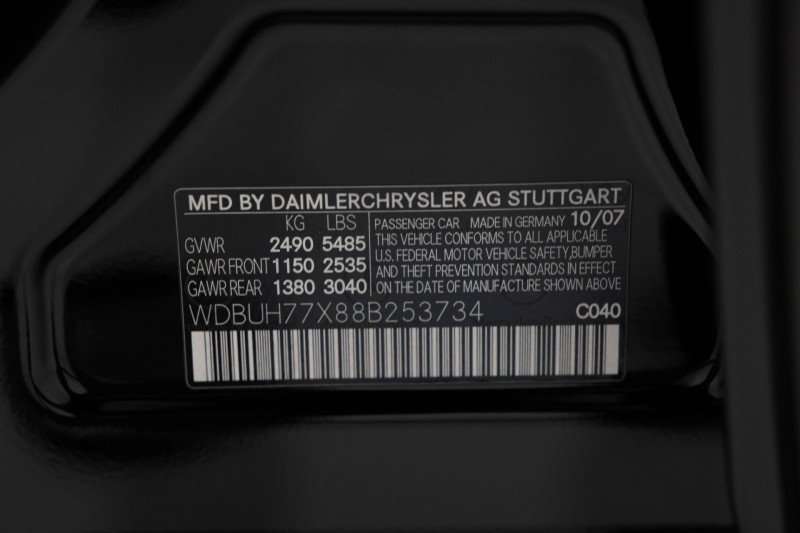 MFD BY DAIMLERCHRYSLER AG STUTTGART
KG LBS
GVWR 2490 5485
GAWR FRONT 1150 2535
GAWR REAR 1380 3040
PASSENGER CAR MADE IN GERMANY 10/07
THIS VEHICLE CONFORMS TO ALL APPLICABLE
U.S. FEDERAL MOTOR VEHICLE SAFETY, BUMPER
AND THEFT PREVENTION STANDARDS IN EFFECT
ON THE DATE OF MANUFACTURE SHOWN ABOVE
WDBUH77X88B253734 C040